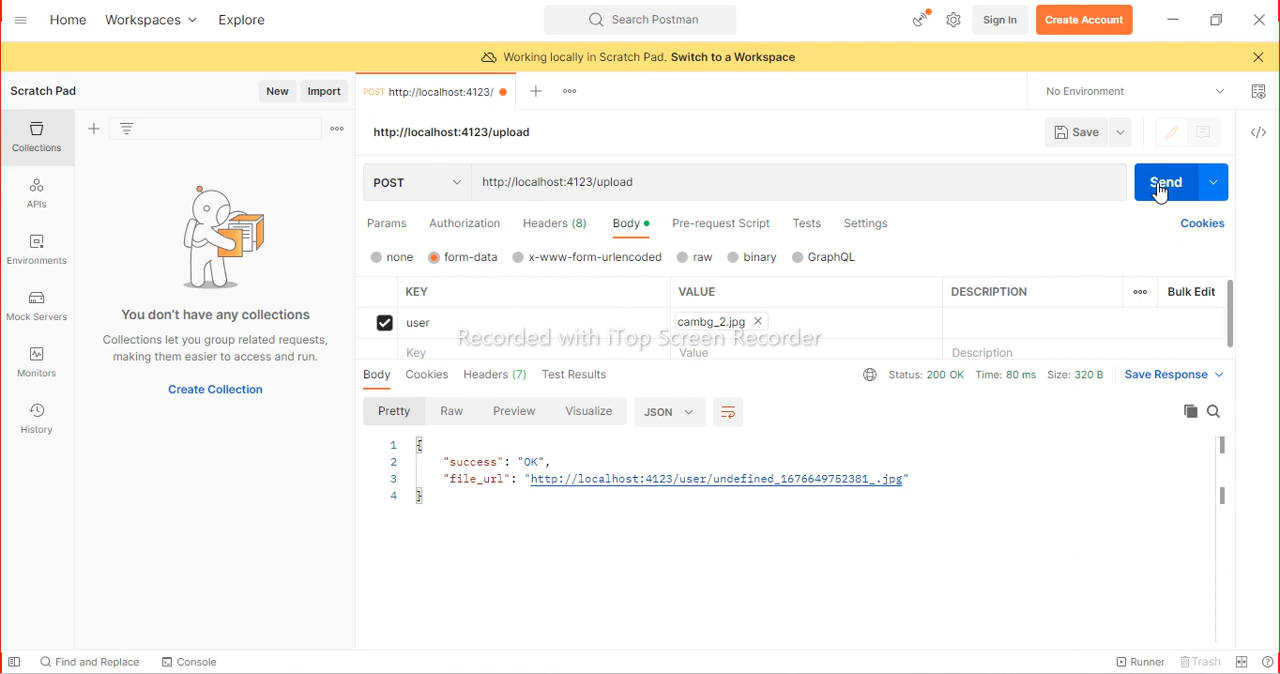 Home Workspaces Explore Search Postman Sign In Create Account
Working locally in Scratch Pad. Switch to a Workspace
Scratch Pad New Import POST http://localhost:4123/ No Environment
Collections
http://localhost:4123/upload Save
APIs
POST http://localhost:4123/upload Send
Environments
Params Authorization Headers (8) Body Pre-request Script Tests Settings Cookies
none form-data x-www-form-urlencoded raw binary GraphQL
KEY VALUE DESCRIPTION Bulk Edit
Mock Servers
You don't have any collections
user cambg_2.jpg
Recorded with iTop Screen Recorder
Collections let you group related requests,
making them easier to access and run.
Key Value Description
Monitors
Create Collection
Body Cookies Headers (7) Test Results Status: 200 OK Time: 80 ms Size: 320 B Save Response
History
Pretty Raw Preview Visualize JSON
1 {
2 "success": "OK",
3 "file_url": "http://localhost:4123/user/undefined_1676649752381_.jpg"
4 }
Find and Replace Console Runner Trash